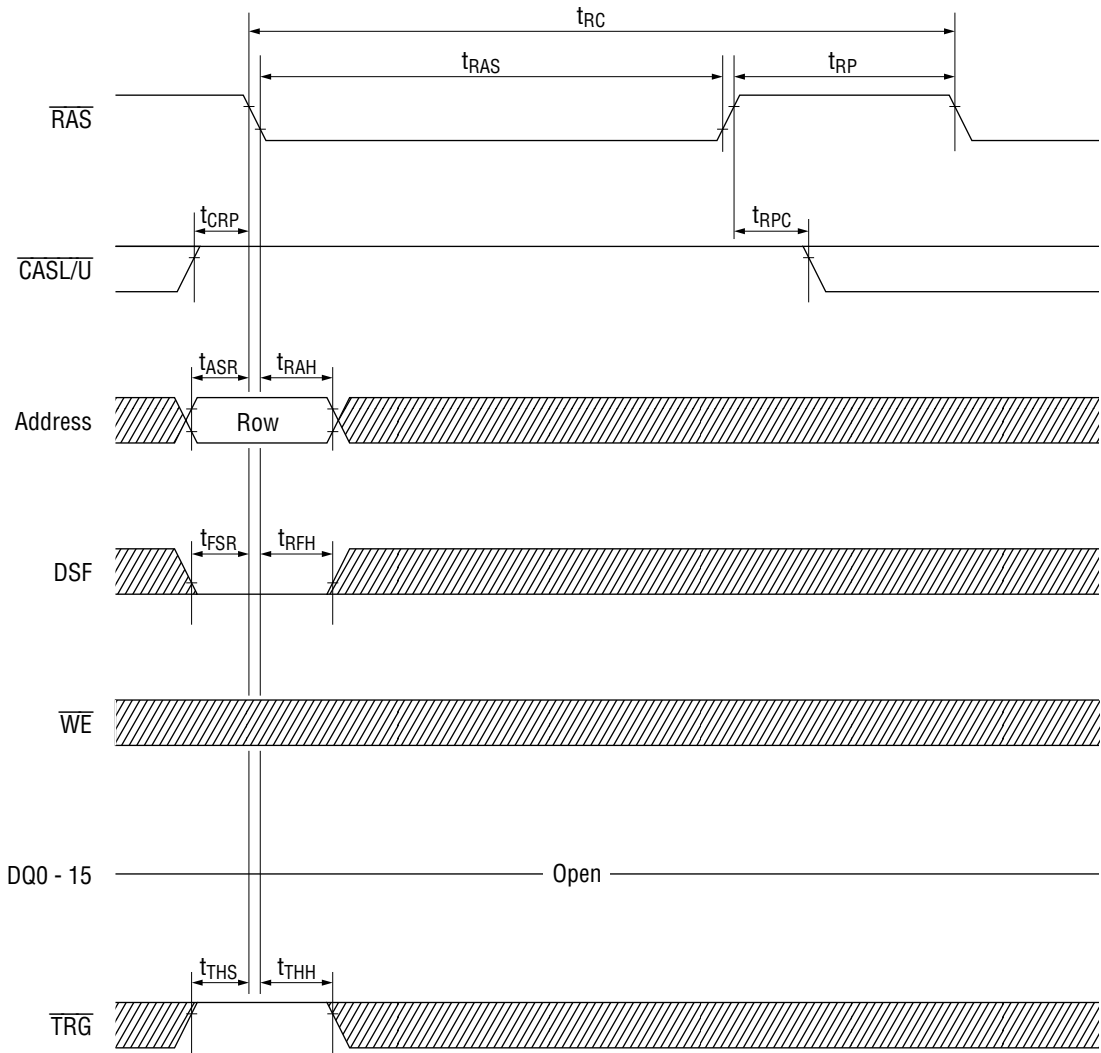 tRC
tRAS
tRP
RAS
tCRP
tRPC
CASL/U
tASR
tRAH
Address
Row
tFSR
tRFH
DSF
WE
DQ0 - 15
Open
tTHS
tTHH
TRG